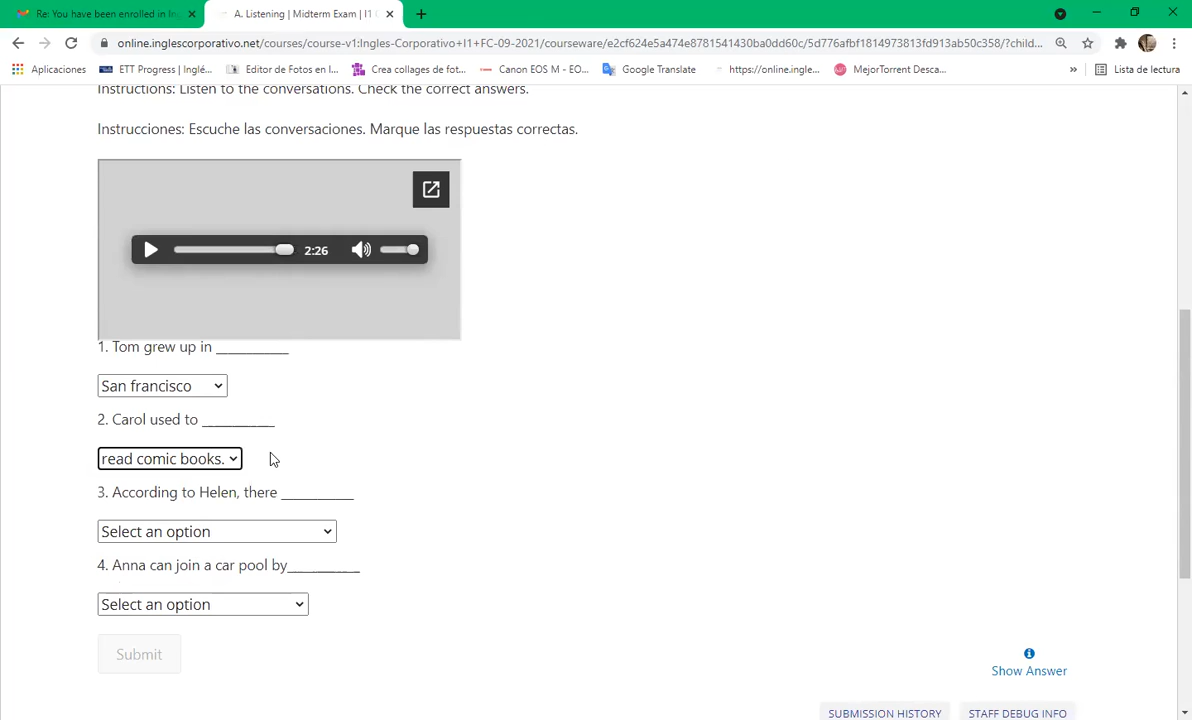 Re: You have been enrolled in In
A. Listening | Midterm Exam | I1
online.inglescorporativo.net/courses/course-v1:Ingles-Corporativo+I1+FC-09-2021/courseware/e2cf624e5a474e8781541430ba0dd60c/5d776afbf1814973813fd913ab50c358/?child...
Aplicaciones ETT Progress | Inglé... Editor de Fotos en l... Crea collages de fot... Canon EOS M - EO... Google Translate https://online.ingle... MejorTorrent Desca... » Lista de lectura
Instructions: Listen to the conversations. Check the correct answers.
Instrucciones: Escuche las conversaciones. Marque las respuestas correctas.
2:26
1. Tom grew up in __________
San francisco
2. Carol used to __________
read comic books.
3. According to Helen, there __________
Select an option
4. Anna can join a car pool by__________
Select an option
Submit
Show Answer
SUBMISSION HISTORY STAFF DEBUG INFO